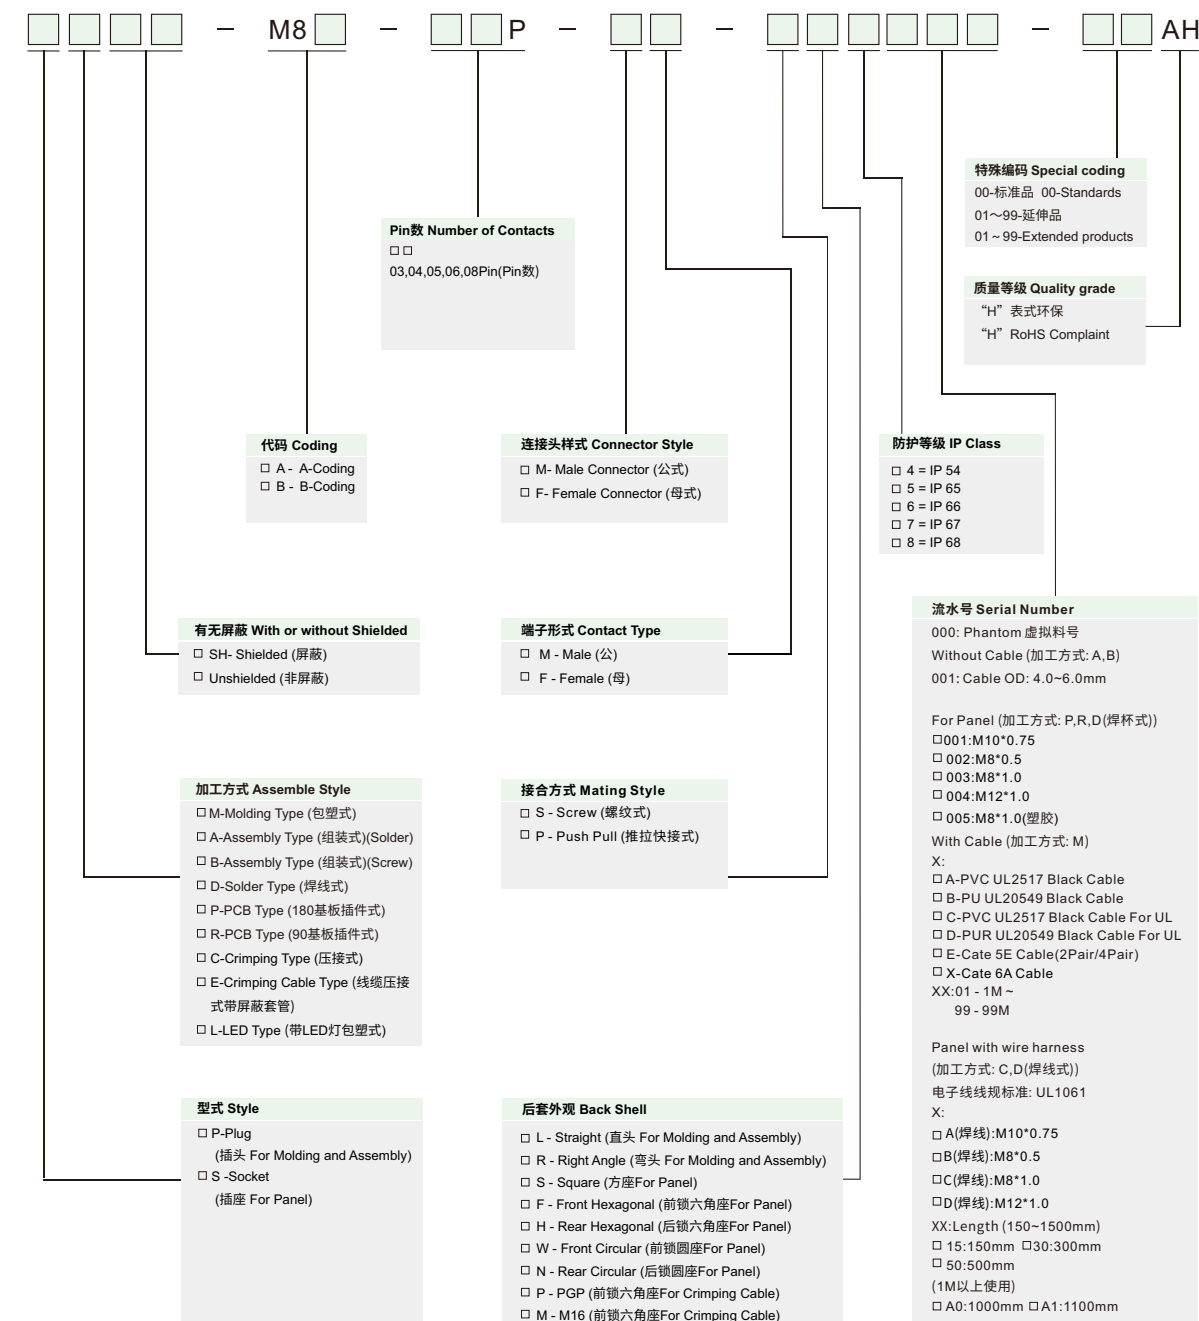 □ □ □ □ – M8 □ – □ □ P – □ □ – □ □ □ □ □ – □ □ AH
特殊编码 Special coding
00-标准品 00-Standards
01～99-延伸品
01 ~ 99-Extended products
Pin数 Number of Contacts
□ □
03,04,05,06,08Pin(Pin数)
质量等级 Quality grade
“H” 表式环保
“H” RoHS Complaint
代码 Coding
□ A - A-Coding
□ B - B-Coding
连接头样式 Connector Style
□ M- Male Connector (公式)
□ F- Female Connector (母式)
防护等级 IP Class
□ 4 = IP 54
□ 5 = IP 65
□ 6 = IP 66
□ 7 = IP 67
□ 8 = IP 68
有无屏蔽 With or without Shielded
□ SH- Shielded (屏蔽)
□ Unshielded (非屏蔽)
端子形式 Contact Type
□ M - Male (公)
□ F - Female (母)
加工方式 Assemble Style
□ M-Molding Type (包塑式)
□ A-Assembly Type (组装式)(Solder)
□ B-Assembly Type (组装式)(Screw)
□ D-Solder Type (焊线式)
□ P-PCB Type (180基板插件式)
□ R-PCB Type (90基板插件式)
□ C-Crimping Type (压接式)
□ E-Crimping Cable Type (线缆压接
式带屏蔽套管)
□ L-LED Type (带LED灯包塑式)
接合方式 Mating Style
□ S - Screw (螺纹式)
□ P - Push Pull (推拉快接式)
型式 Style
□ P-Plug
(插头 For Molding and Assembly)
□ S -Socket
(插座 For Panel)
后套外观 Back Shell
□ L - Straight (直头 For Molding and Assembly)
□ R - Right Angle (弯头 For Molding and Assembly)
□ S - Square (方座For Panel)
□ F - Front Hexagonal (前锁六角座For Panel)
□ H - Rear Hexagonal (后锁六角座For Panel)
□ W - Front Circular (前锁圆座For Panel)
□ N - Rear Circular (后锁圆座For Panel)
□ P - PGP (前锁六角座For Crimping Cable)
□ M - M16 (前锁六角座For Crimping Cable)
流水号 Serial Number
000: Phantom 虚拟料号
Without Cable (加工方式: A,B)
001: Cable OD: 4.0~6.0mm
For Panel (加工方式: P,R,D(焊杯式))
□001:M10*0.75
□ 002:M8*0.5
□ 003:M8*1.0
□ 004:M12*1.0
□ 005:M8*1.0(塑胶)
With Cable (加工方式: M)
X:
□ A-PVC UL2517 Black Cable
□ B-PU UL20549 Black Cable
□ C-PVC UL2517 Black Cable For UL
□ D-PUR UL20549 Black Cable For UL
□ E-Cate 5E Cable(2Pair/4Pair)
□ X-Cate 6A Cable
XX:01 - 1M ~
99 - 99M
Panel with wire harness
(加工方式: C,D(焊线式))
电子线线规标准: UL1061
X:
□ A(焊线):M10*0.75
□B(焊线):M8*0.5
□C(焊线):M8*1.0
□D(焊线):M12*1.0
XX:Length (150~1500mm)
□ 15:150mm □30:300mm
□ 50:500mm
(1M以上使用)
□ A0:1000mm □ A1:1100mm